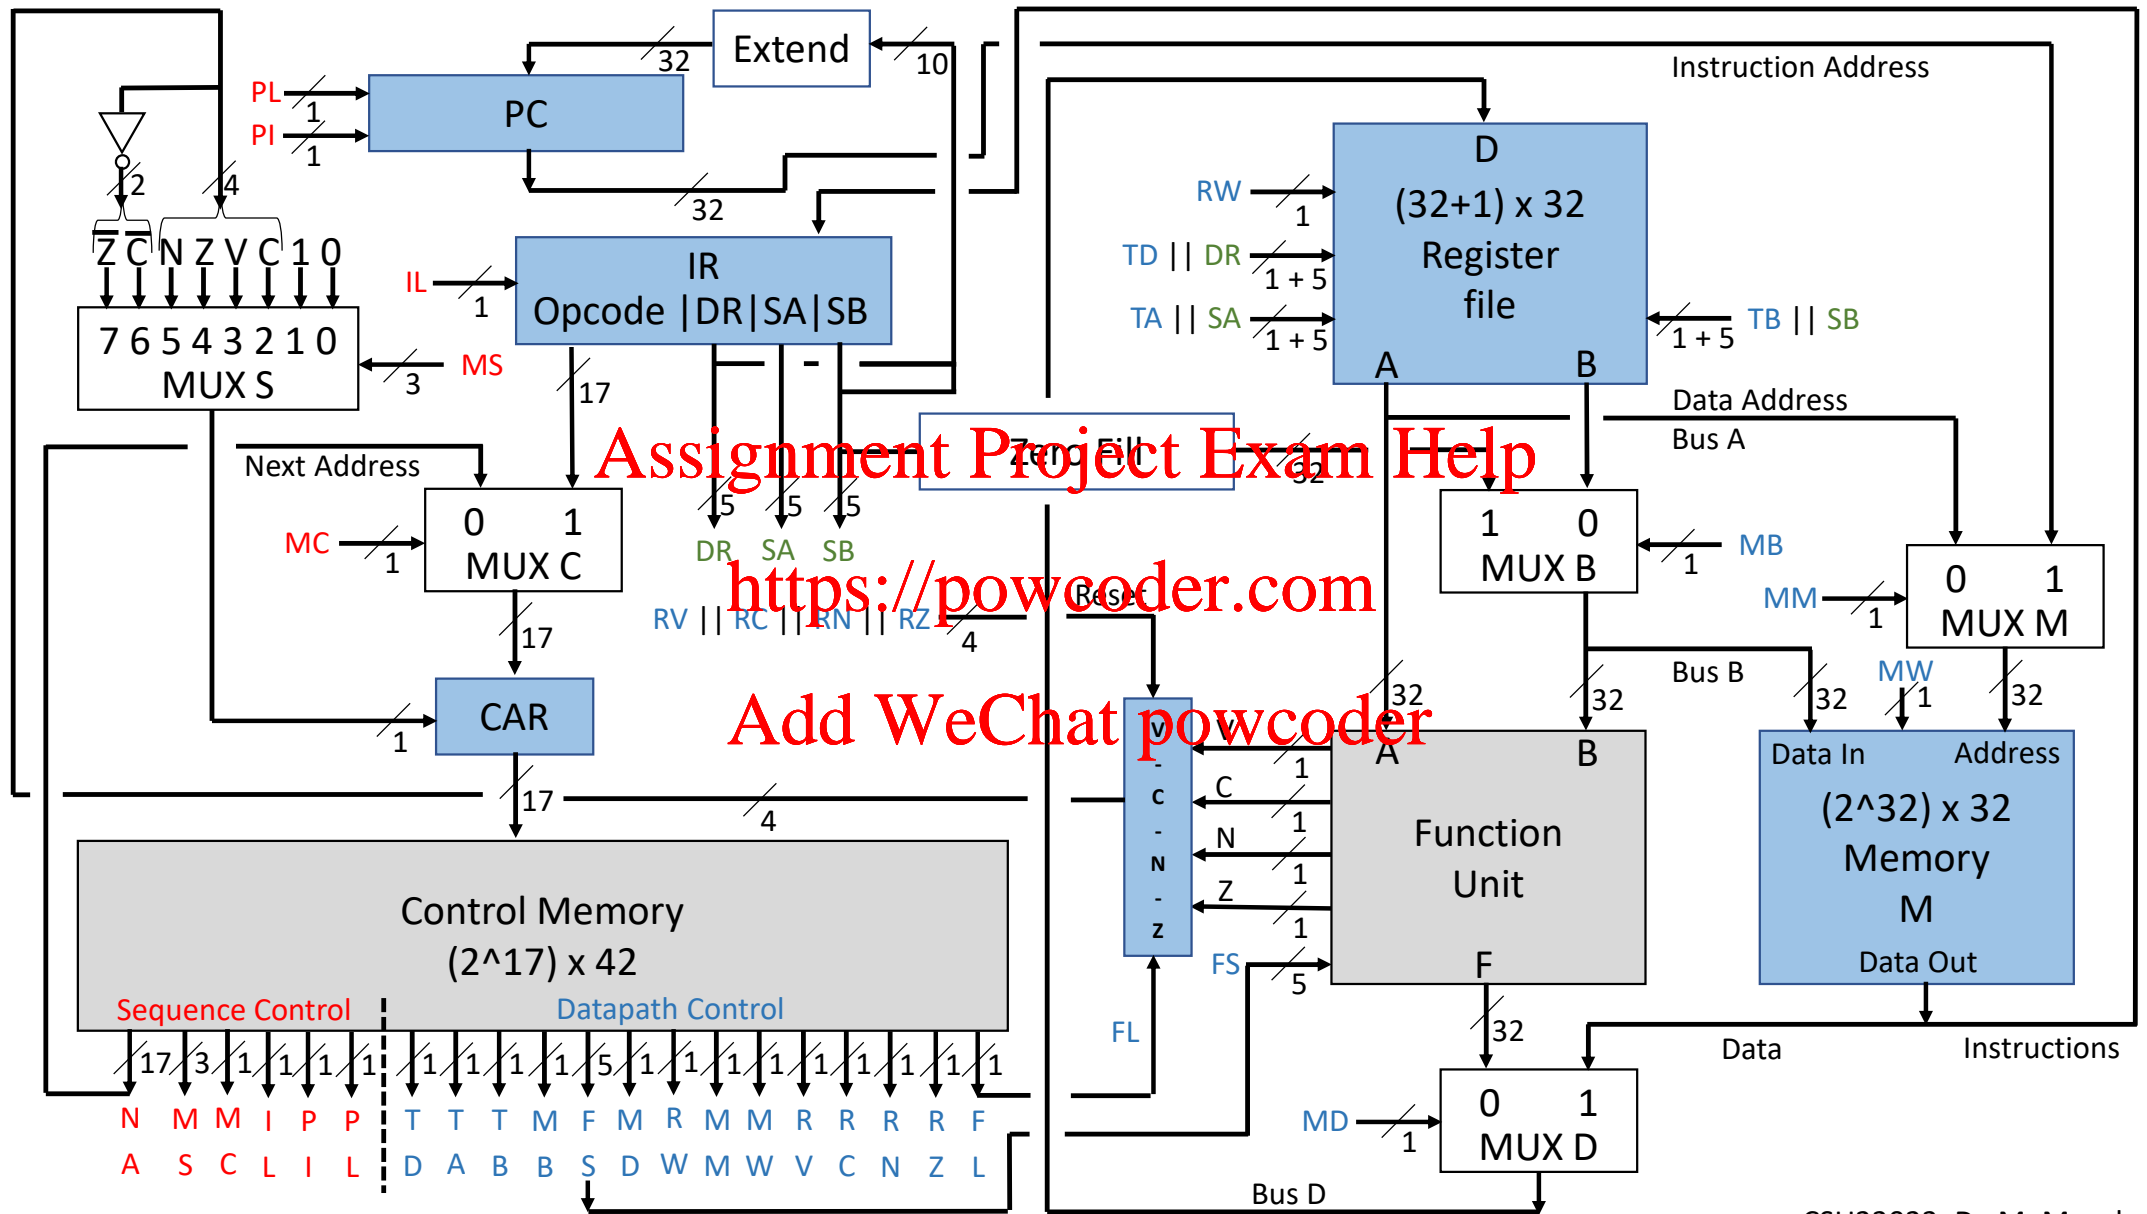 Extend
32
10
Instruction Address
PL
1
PC
PI
1
32
2
4
Z C N Z V C 1 0
7 6 5 4 3 2 1 0
MUX S
3
MS
IL
1
IR
Opcode |DR|SA|SB
17
D
(32+1) x 32
Register
file
A
B
RW
1
TD || DR
1 + 5
TA || SA
1 + 5
TB || SB
1 + 5
Data Address
Bus A
Next Address
Zero Fill
32
Assignment Project Exam Help
5
5
5
DR SA SB
0 1
MUX C
MC
1
17
1 0
MUX B
MB
1
0 1
MUX M
MM
1
https://powcoder.com
Reset
RV || RC || RN || RZ
4
CAR
1
17
Add WeChat powcoder
32
32
Bus B
32
MW
1
32
V
-
C
-
N
-
Z
V
1
C
1
N
1
Z
1
FS
5
FL
A
B
Function
Unit
F
32
Data In
Address
(2^32) x 32
Memory
M
Data Out
4
Control Memory
(2^17) x 42
Sequence Control
Datapath Control
17 3 1 1 1 1 1 1 1 1 5 1 1 1 1 1 1 1 1 1
N M M I P P T T T M F M R M M R R R R F
A S C L I L D A B B S D W M W V C N Z L
Data
Instructions
0 1
MUX D
MD
1
Bus D